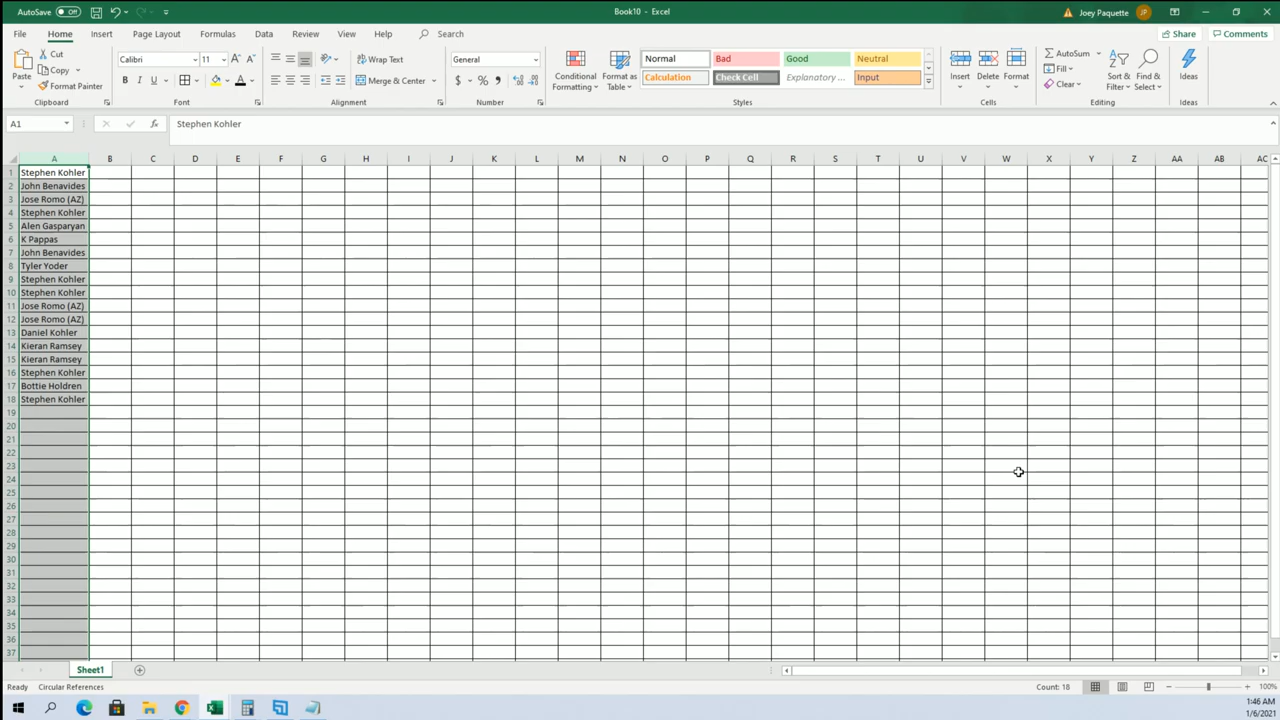 AutoSave Off Book10 - Excel Joey Paquette JP
File Home Insert Page Layout Formulas Data Review View Help Search Share Comments
Paste Cut Copy Format Painter Clipboard
Calibri 11 B I U Font
Wrap Text Merge & Center Alignment
General $ % Number
Conditional Formatting Format as Table Normal Bad Good Neutral
Calculation Check Cell Explanatory ... Input Styles
Insert Delete Format Cells
AutoSum Fill Clear Sort & Filter Find & Select Editing
Ideas Ideas
A1 fx Stephen Kohler
A B C D E F G H I J K L M N O P Q R S T U V W X Y Z AA AB AC
1 Stephen Kohler
2 John Benavides
3 Jose Romo (AZ)
4 Stephen Kohler
5 Alen Gasparyan
6 K Pappas
7 John Benavides
8 Tyler Yoder
9 Stephen Kohler
10 Stephen Kohler
11 Jose Romo (AZ)
12 Jose Romo (AZ)
13 Daniel Kohler
14 Kieran Ramsey
15 Kieran Ramsey
16 Stephen Kohler
17 Bottie Holdren
18 Stephen Kohler
19
20
21
22
23
24
25
26
27
28
29
30
31
32
33
34
35
36
37
Sheet1
Ready Circular References Count: 18 100%
1:46 AM
1/6/2021